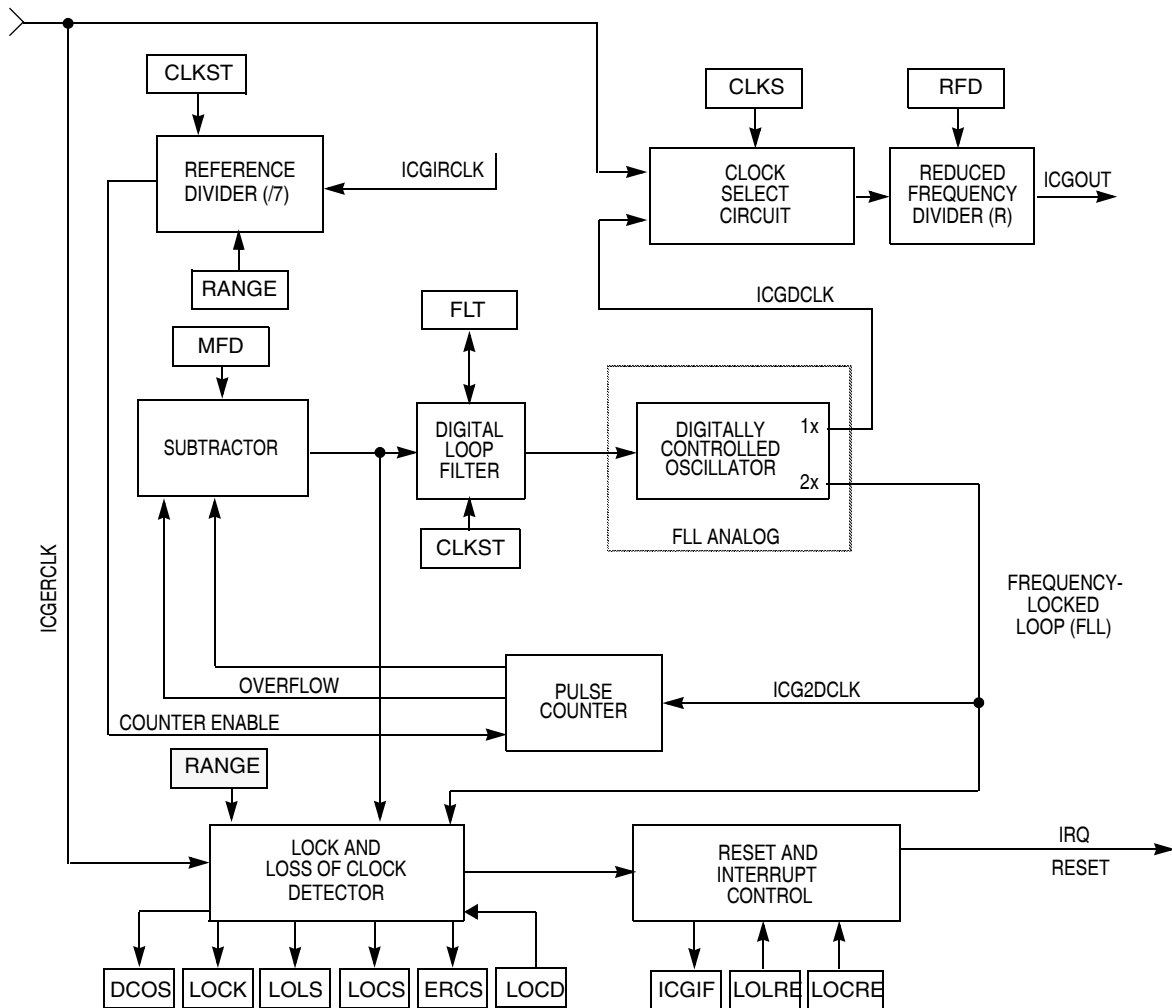 CLKST
CLKS
RFD
REFERENCE
DIVIDER (/7)
ICGIRCLK
CLOCK
SELECT
CIRCUIT
REDUCED
FREQUENCY
DIVIDER (R)
ICGOUT
RANGE
ICGDCLK
FLT
MFD
SUBTRACTOR
DIGITAL
LOOP
FILTER
DIGITALLY
CONTROLLED
OSCILLATOR
1x
2x
FLL ANALOG
CLKST
ICGERCLK
FREQUENCY-
LOCKED
LOOP (FLL)
OVERFLOW
PULSE
COUNTER
ICG2DCLK
COUNTER ENABLE
RANGE
LOCK AND
LOSS OF CLOCK
DETECTOR
RESET AND
INTERRUPT
CONTROL
IRQ
RESET
DCOS
LOCK
LOLS
LOCS
ERCS
LOCD
ICGIF
LOLRE
LOCRE